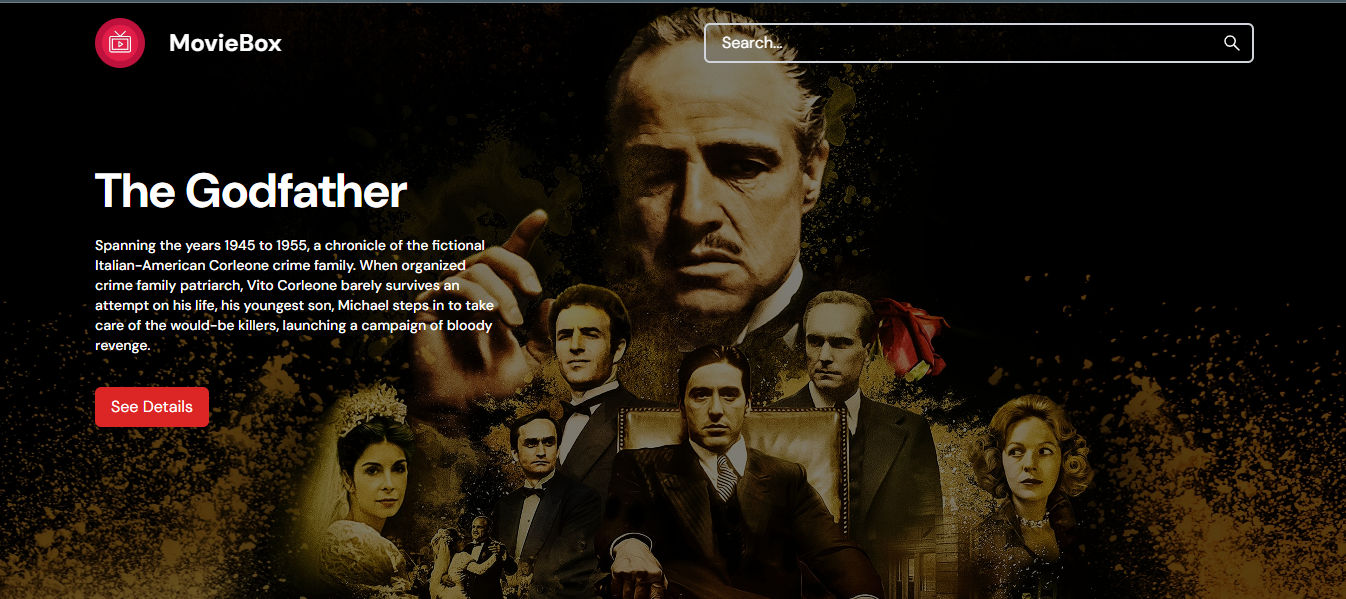 MovieBox
Search...
The Godfather
Spanning the years 1945 to 1955, a chronicle of the fictional
Italian-American Corleone crime family. When organized
crime family patriarch, Vito Corleone barely survives an
attempt on his life, his youngest son, Michael steps in to take
care of the would-be killers, launching a campaign of bloody
revenge.
See Details